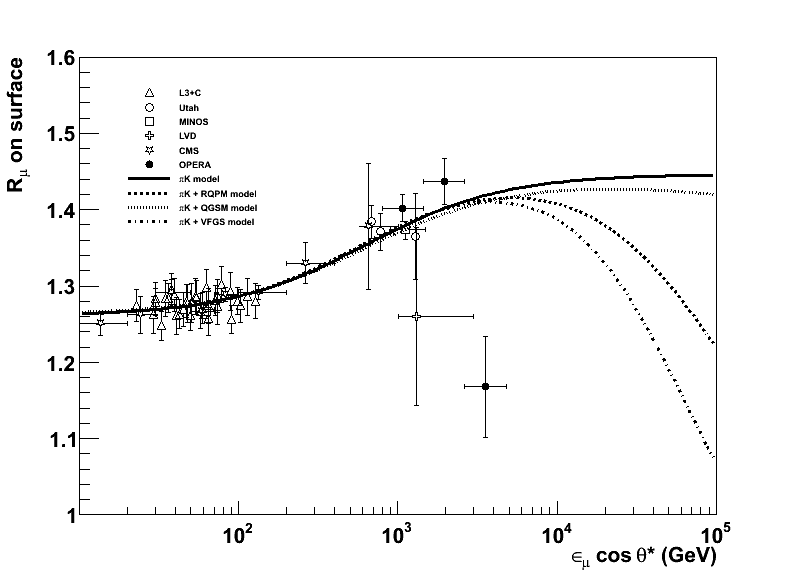 R_μ on surface
1.6
1.5
1.4
1.3
1.2
1.1
1
L3+C
Utah
MINOS
LVD
CMS
OPERA
πK model
πK + RQPM model
πK + QGSM model
πK + VFGS model
10²
10³
10⁴
10⁵
ϵ_μ cos θ* (GeV)